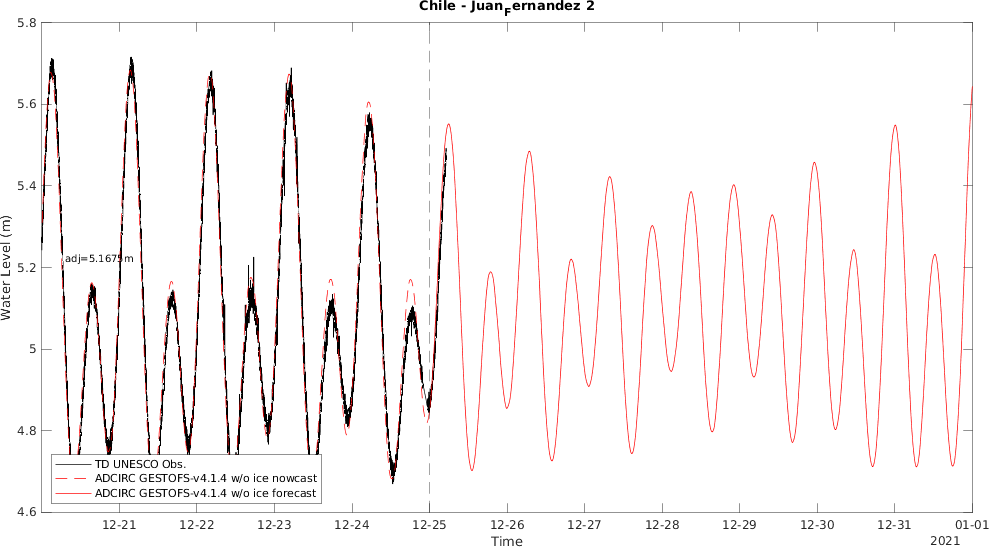 Chile - JuanFernandez 2
5.8
5.6
5.4
5.2
5
4.8
4.6
Water Level (m)
adj=5.1675m
TD UNESCO Obs.
ADCIRC GESTOFS-v4.1.4 w/o ice nowcast
ADCIRC GESTOFS-v4.1.4 w/o ice forecast
12-21 12-22 12-23 12-24 12-25 12-26 12-27 12-28 12-29 12-30 12-31 01-01
Time
2021